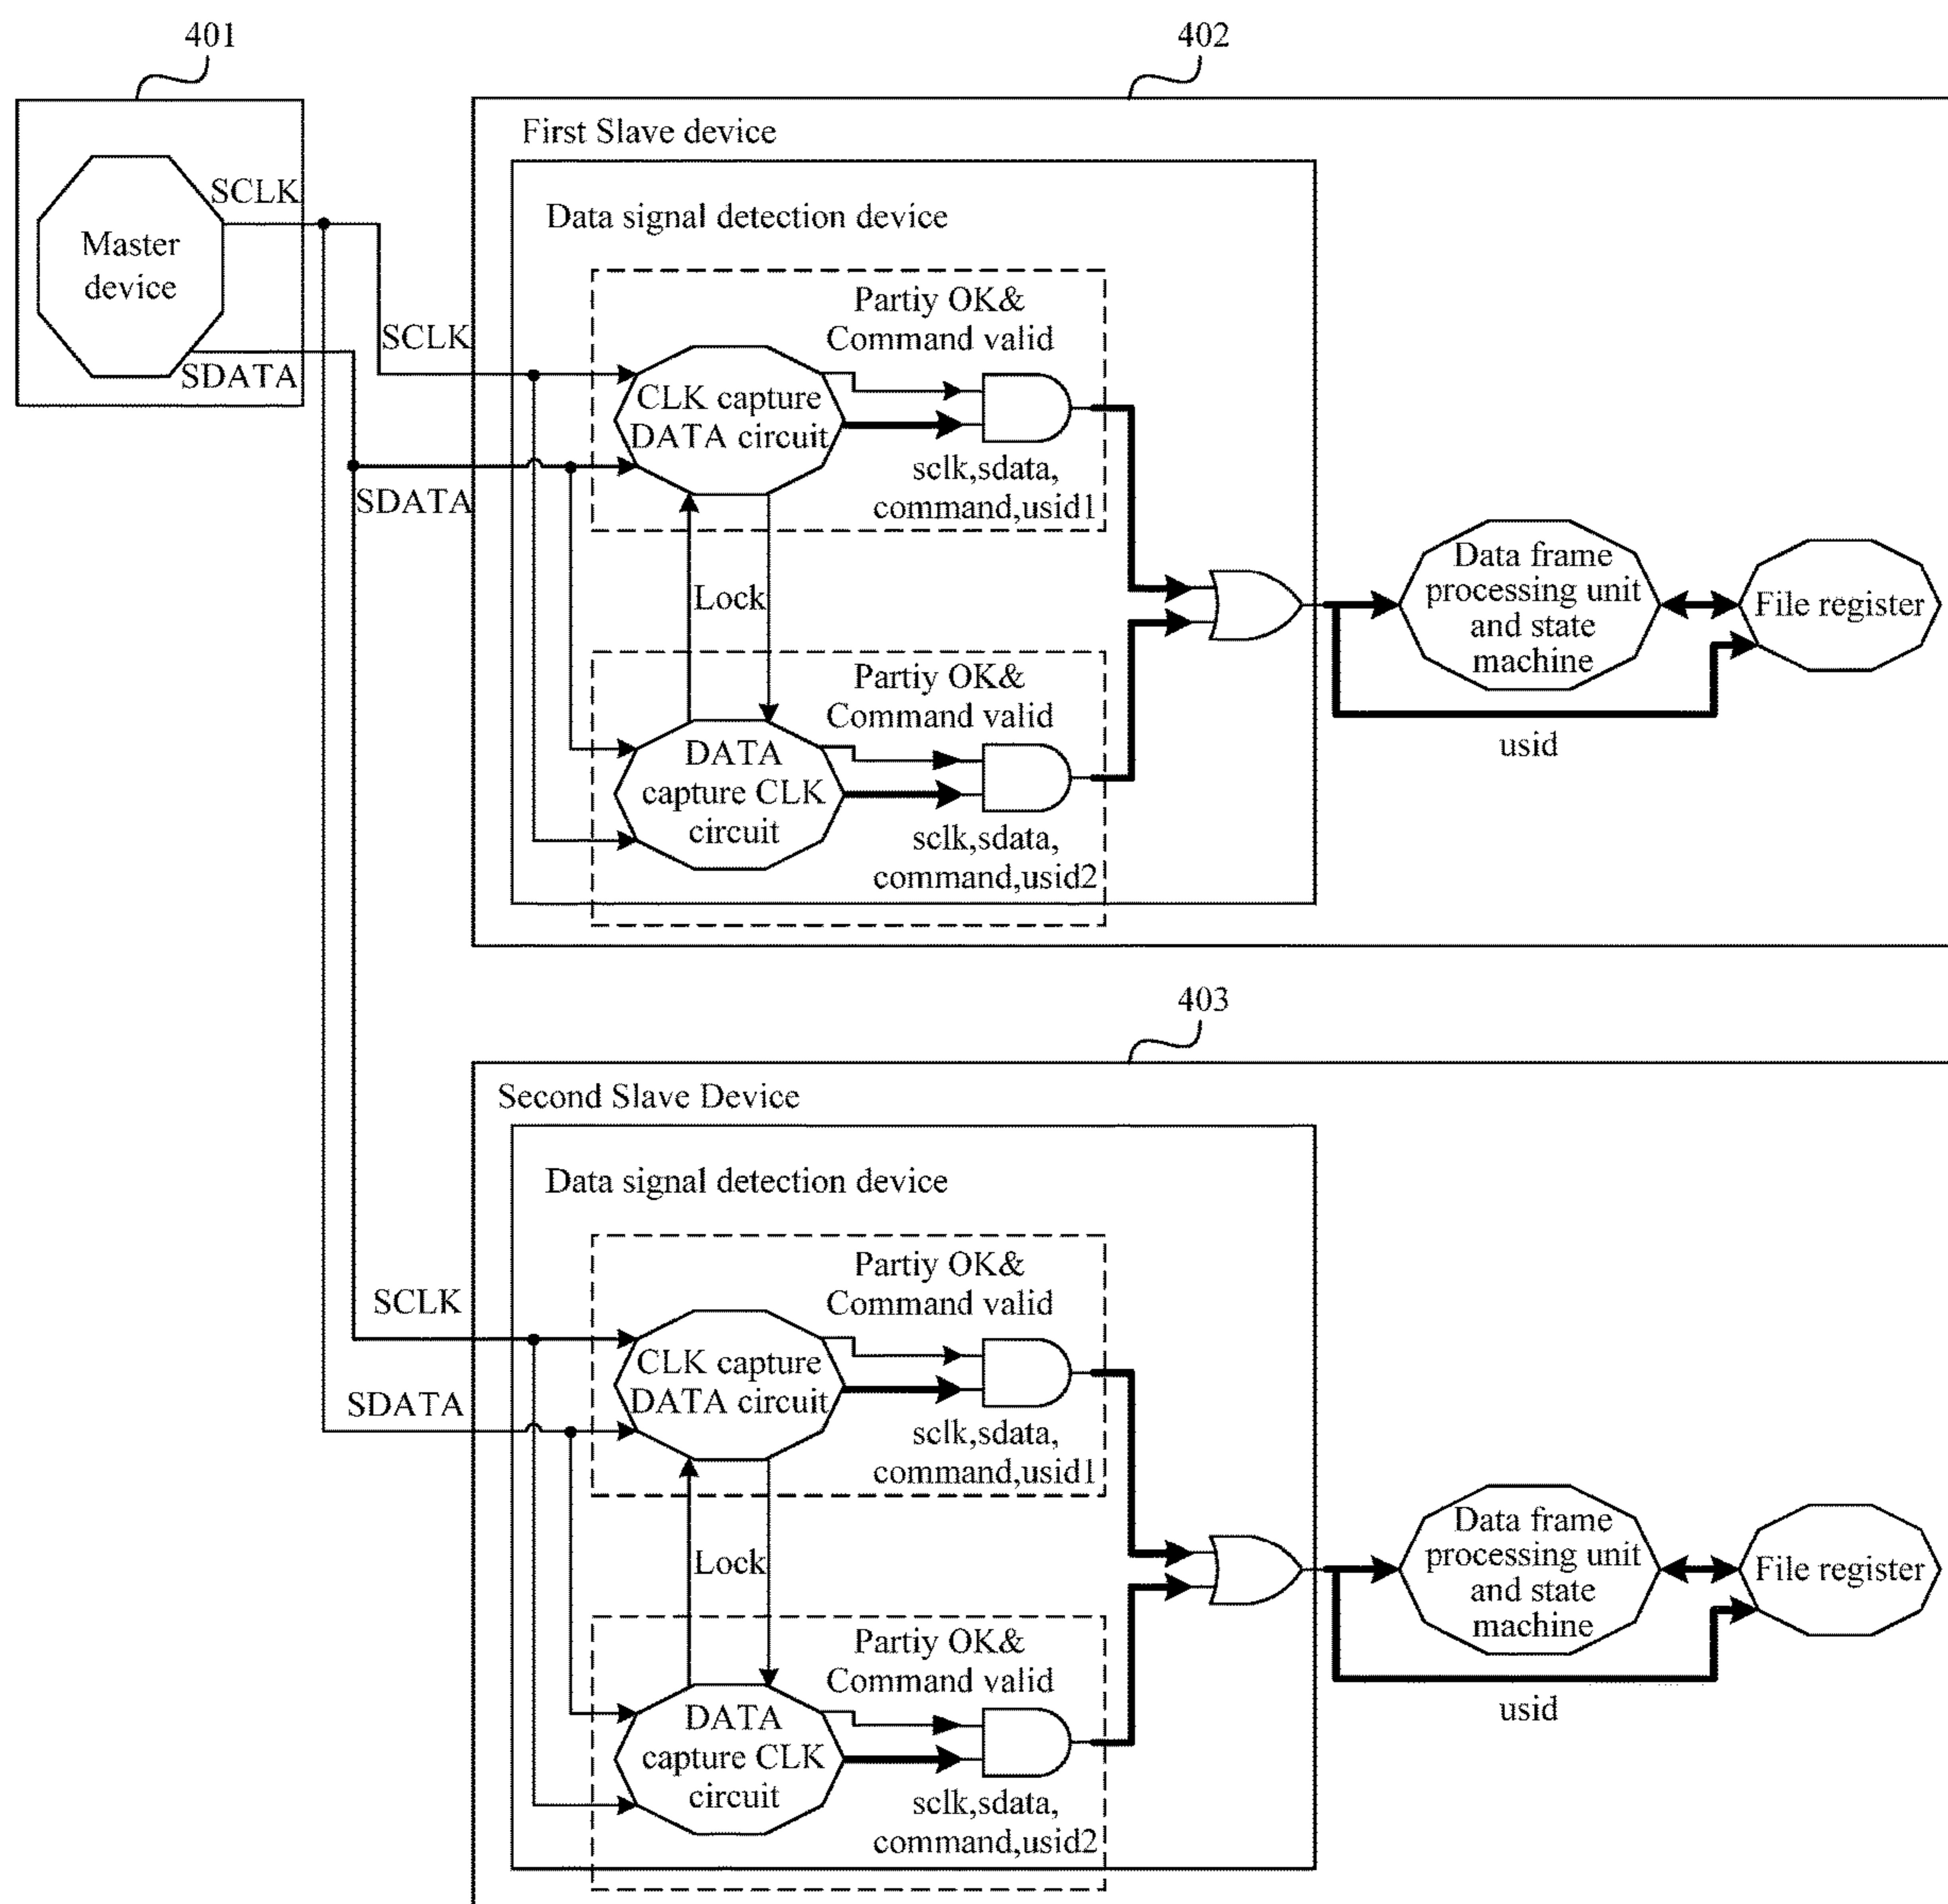 401
402
First Slave device
SCLK
Master
device
SDATA
Data signal detection device
SCLK
SDATA
Partiy OK&
Command valid
CLK capture
DATA circuit
sclk,sdata,
command,usid1
Lock
Partiy OK&
Command valid
DATA
capture CLK
circuit
sclk,sdata,
command,usid2
Data frame
processing unit
and state
machine
File register
usid
403
Second Slave Device
Data signal detection device
SCLK
SDATA
Partiy OK&
Command valid
CLK capture
DATA circuit
sclk,sdata,
command,usid1
Lock
Partiy OK&
Command valid
DATA
capture CLK
circuit
sclk,sdata,
command,usid2
Data frame
processing unit
and state
machine
File register
usid